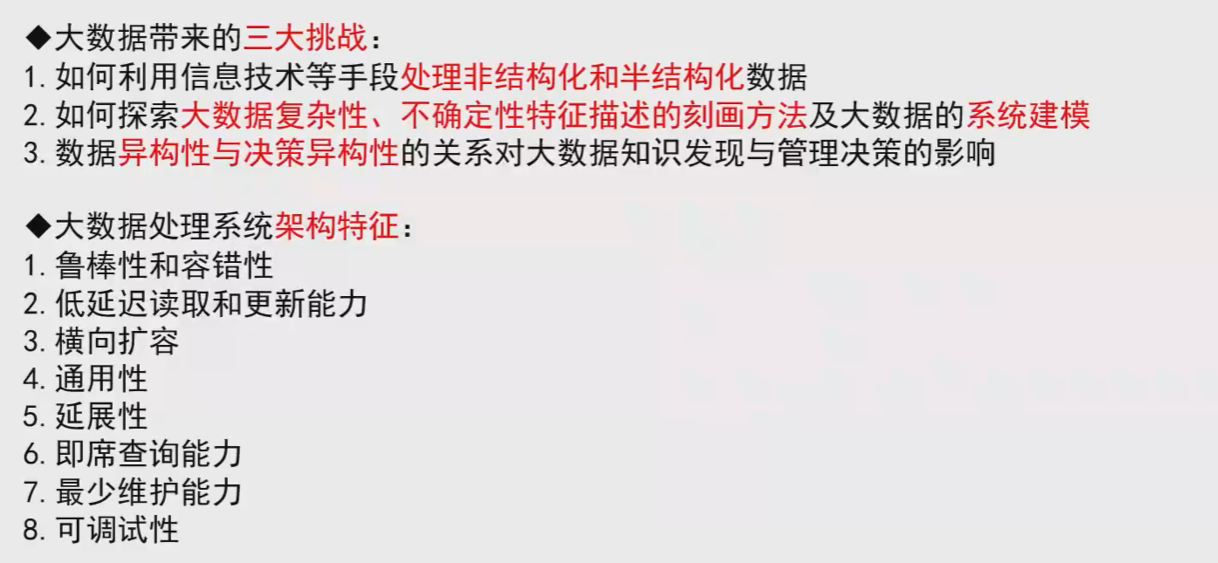 ◆大数据带来的三大挑战：
1.如何利用信息技术等手段处理非结构化和半结构化数据
2.如何探索大数据复杂性、不确定性特征描述的刻画方法及大数据的系统建模
3.数据异构性与决策异构性的关系对大数据知识发现与管理决策的影响
◆大数据处理系统架构特征：
1.鲁棒性和容错性
2.低延迟读取和更新能力
3.横向扩容
4.通用性
5.延展性
6.即席查询能力
7.最少维护能力
8.可调试性